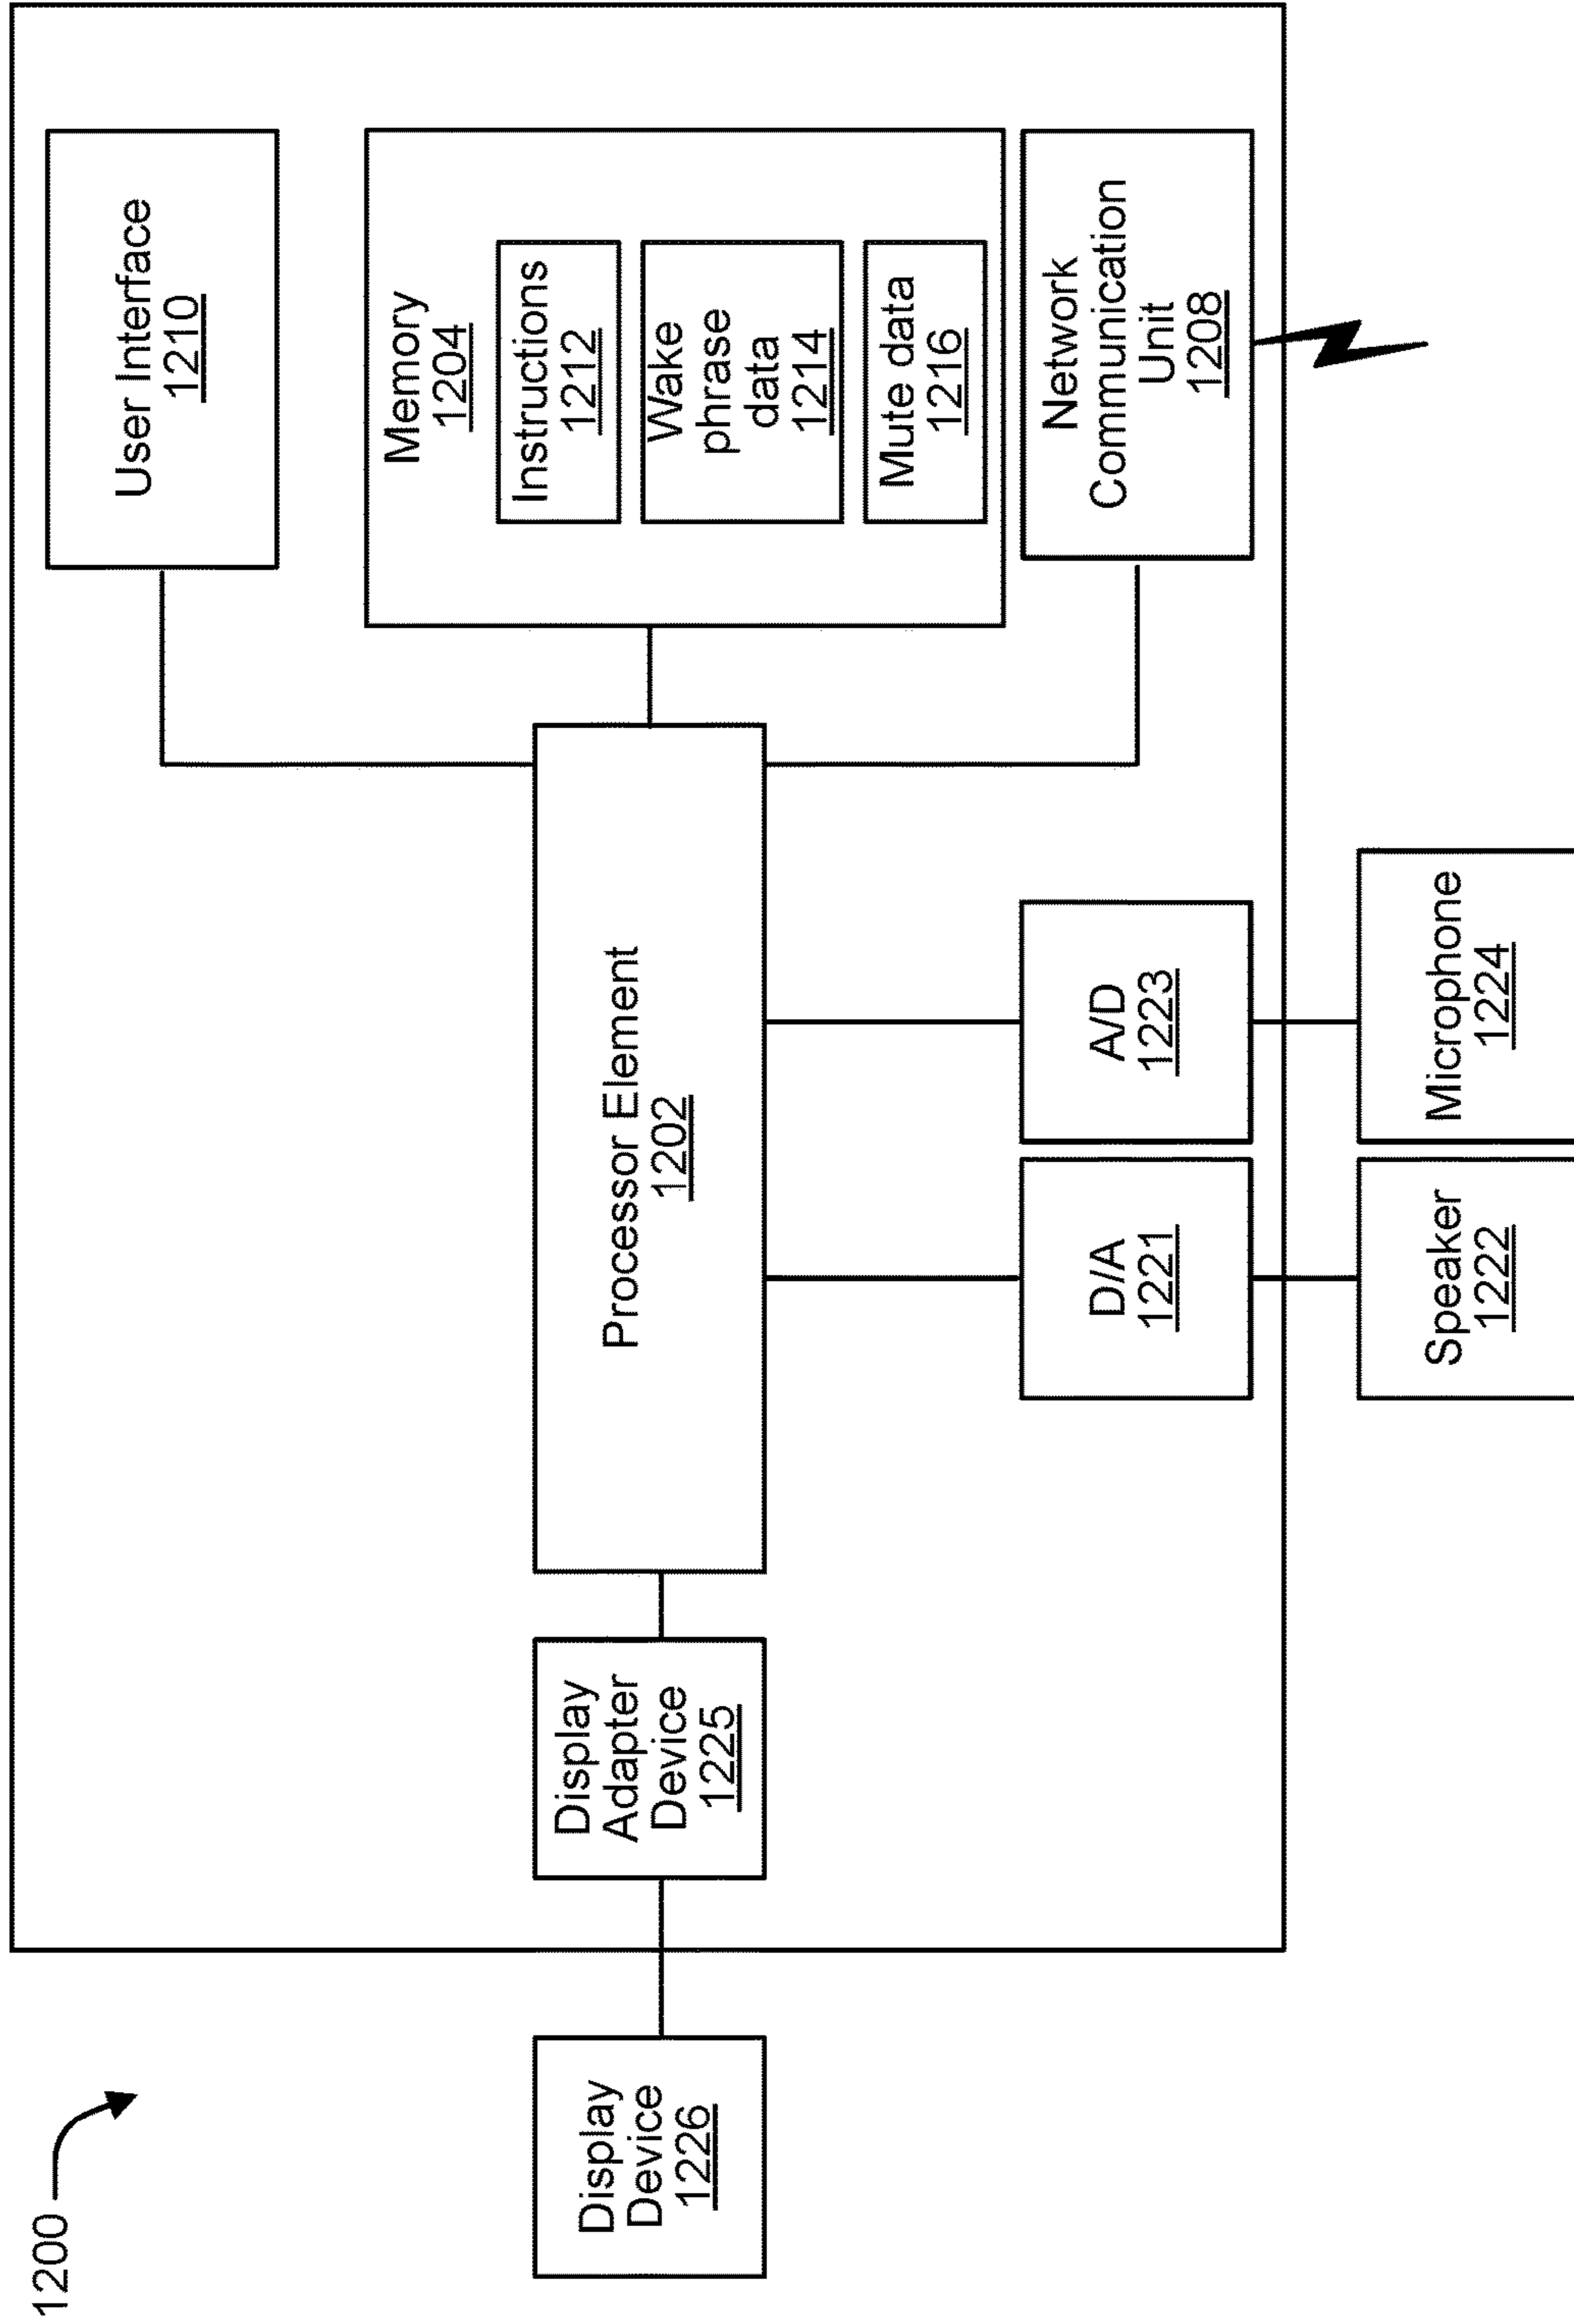 1200
User Interface
1210
Memory
1204
Instructions
1212
Wake
phrase
data
1214
Mute data
1216
Processor Element
1202
Display
Adapter
Device
1225
Display
Device
1226
Network
Communication
Unit
1208
D/A
1221
A/D
1223
Speaker
1222
Microphone
1224